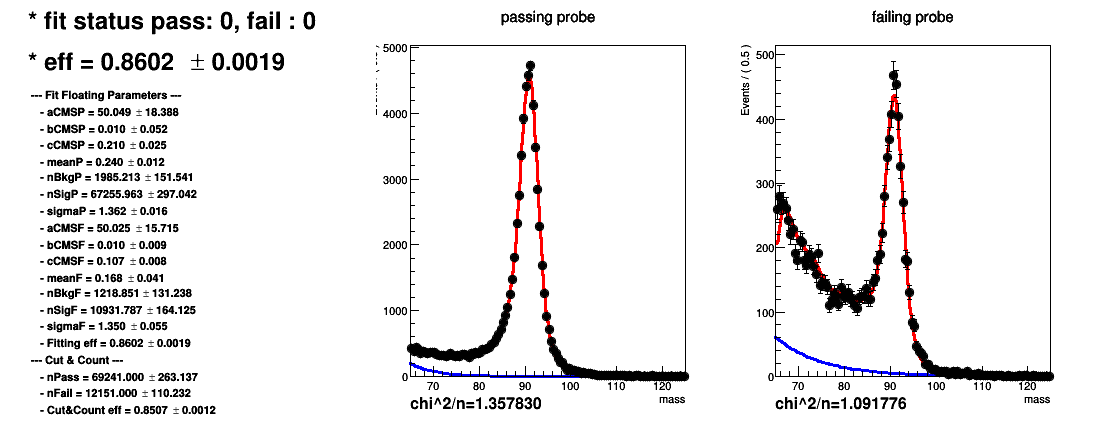 * fit status pass: 0, fail : 0
* eff = 0.8602 ± 0.0019
--- Fit Floating Parameters ---
- aCMSP = 50.049 ± 18.388
- bCMSP = 0.010 ± 0.052
- cCMSP = 0.210 ± 0.025
- meanP = 0.240 ± 0.012
- nBkgP = 1985.213 ± 151.541
- nSigP = 67255.963 ± 297.042
- sigmaP = 1.362 ± 0.016
- aCMSF = 50.025 ± 15.715
- bCMSF = 0.010 ± 0.009
- cCMSF = 0.107 ± 0.008
- meanF = 0.168 ± 0.041
- nBkgF = 1218.851 ± 131.238
- nSigF = 10931.787 ± 164.125
- sigmaF = 1.350 ± 0.055
- Fitting eff = 0.8602 ± 0.0019
--- Cut & Count ---
- nPass = 69241.000 ± 263.137
- nFail = 12151.000 ± 110.232
- Cut&Count eff = 0.8507 ± 0.0012
passing probe
5000
4000
3000
2000
1000
0
70 80 90 100 110 120
mass
chi^2/n=1.357830
failing probe
Events / ( 0.5 )
500
400
300
200
100
0
70 80 90 100 110 120
mass
chi^2/n=1.091776